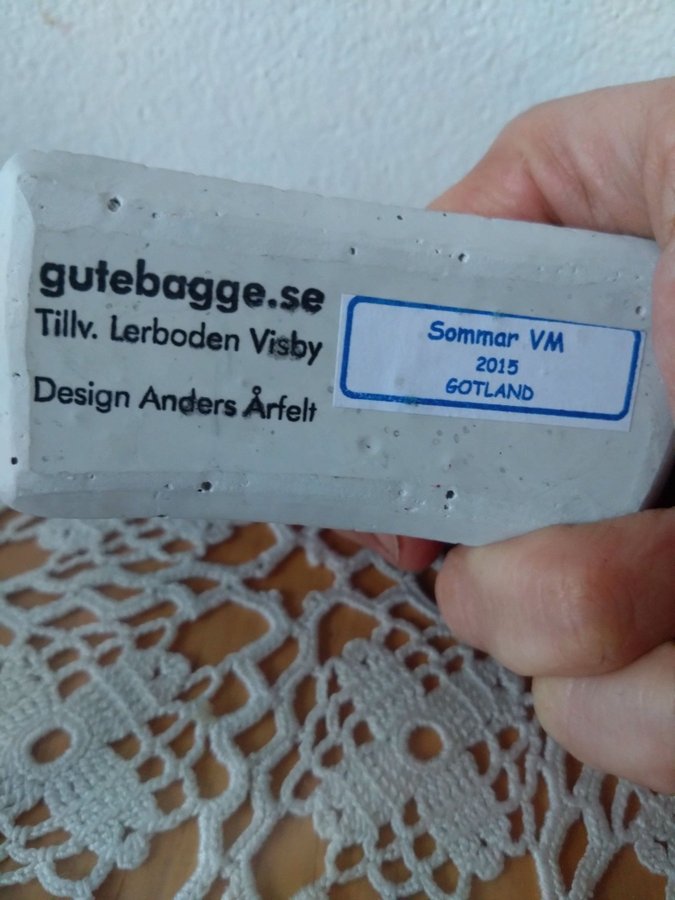 gutebagge.se
Tillv. Lerboden Visby
Design Anders Årfelt
Sommar VM
2015
GOTLAND